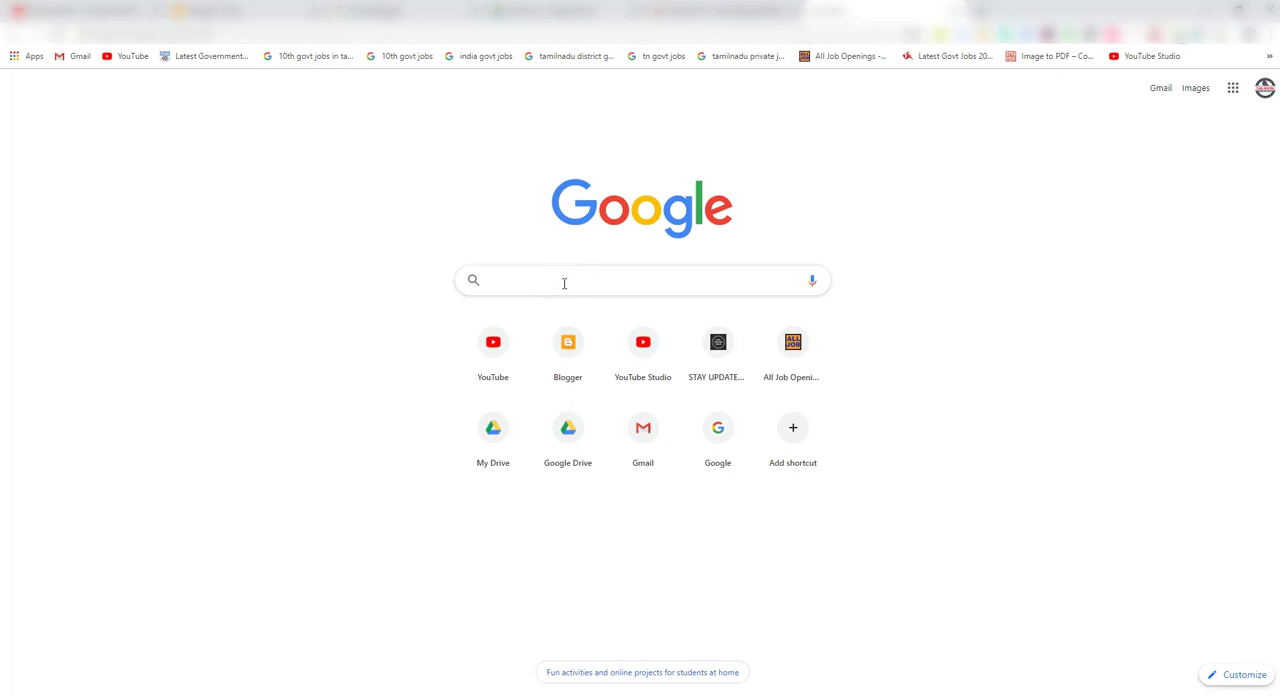 Apps Gmail YouTube Latest Government... 10th govt jobs in ta... 10th govt jobs india govt jobs tamilnadu district g... tn govt jobs tamilnadu private j... All Job Openings -... Latest Govt Jobs 20... Image to PDF – Co... YouTube Studio »
Gmail Images
Google
YouTube Blogger YouTube Studio STAY UPDATE... All Job Openi...
My Drive Google Drive Gmail Google Add shortcut
Fun activities and online projects for students at home
Customize